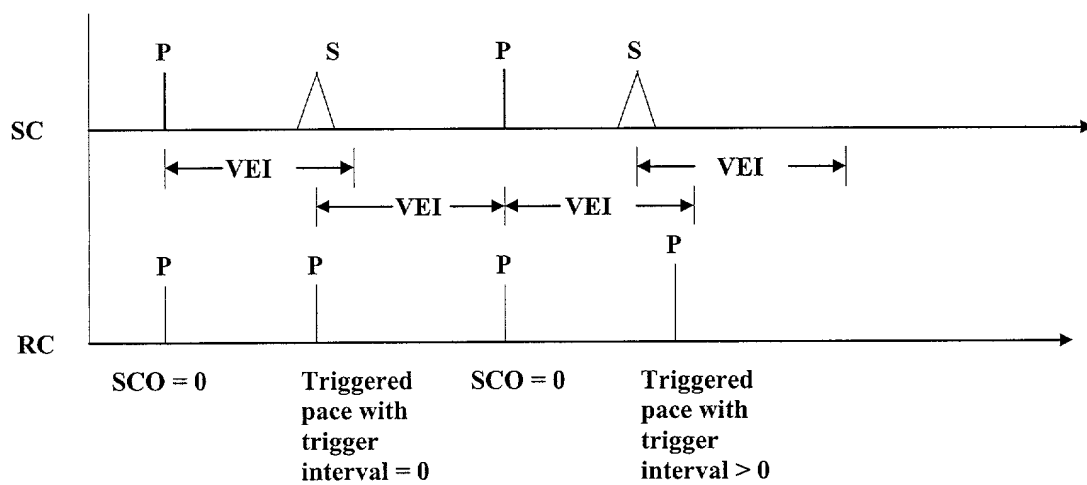 P S P S
SC
VEI VEI
VEI VEI
P P P P
RC
SCO = 0
Triggered
pace with
trigger
interval = 0
SCO = 0
Triggered
pace with
trigger
interval > 0